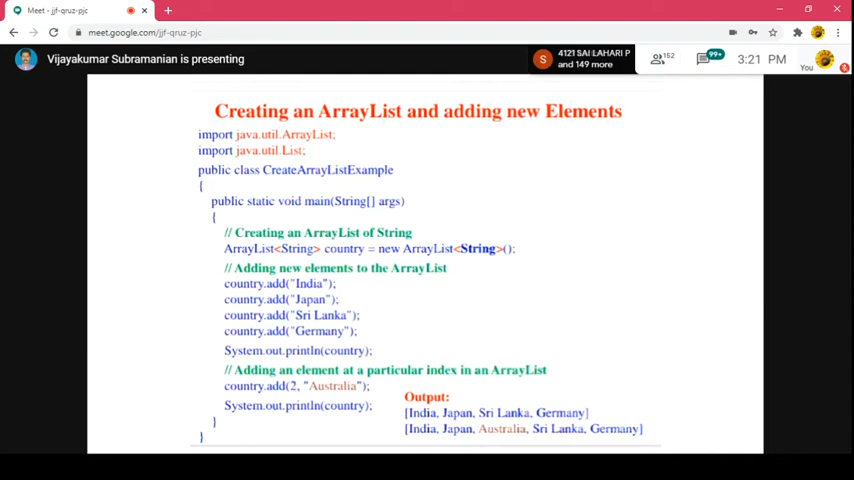 Meet - jjf-qruz-pjc
meet.google.com/jjf-qruz-pjc
Vijayakumar Subramanian is presenting
S
4121 SAI LAHARI P
and 149 more
152
99+
3:21 PM
You
Creating an ArrayList and adding new Elements
import java.util.ArrayList;
import java.util.List;
public class CreateArrayListExample
{
public static void main(String[] args)
{
// Creating an ArrayList of String
ArrayList<String> country = new ArrayList<String>();
// Adding new elements to the ArrayList
country.add("India");
country.add("Japan");
country.add("Sri Lanka");
country.add("Germany");
System.out.println(country);
// Adding an element at a particular index in an ArrayList
country.add(2, "Australia");
System.out.println(country);
}
}
Output:
[India, Japan, Sri Lanka, Germany]
[India, Japan, Australia, Sri Lanka, Germany]